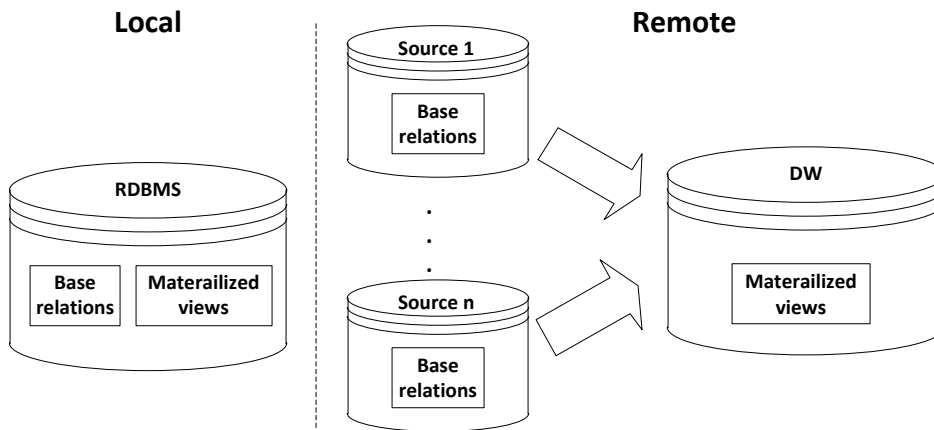 Local
RDBMS
Base
relations
Materailized
views
Remote
Source 1
Base
relations
.
.
.
Source n
Base
relations
DW
Materailized
views